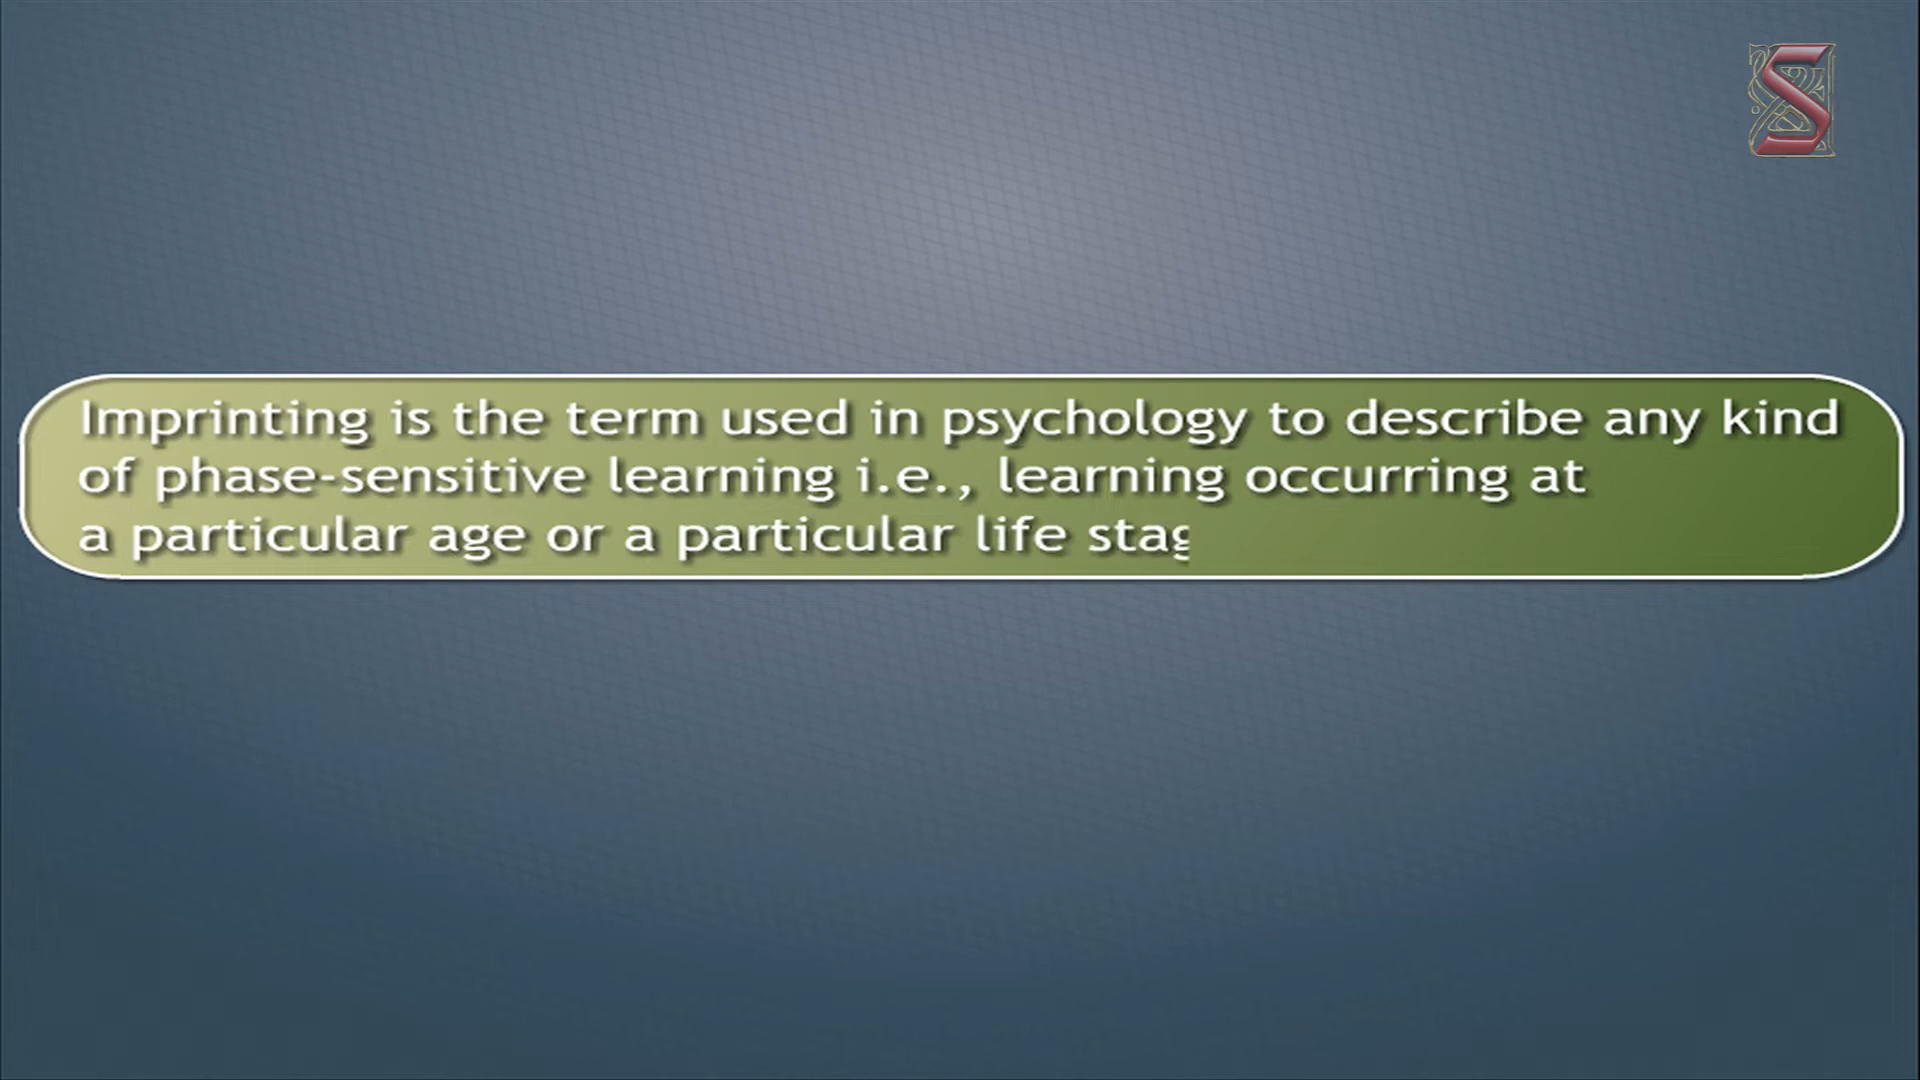 Imprinting is the term used in psychology to describe any kind
of phase-sensitive learning i.e., learning occurring at
a particular age or a particular life stag
S